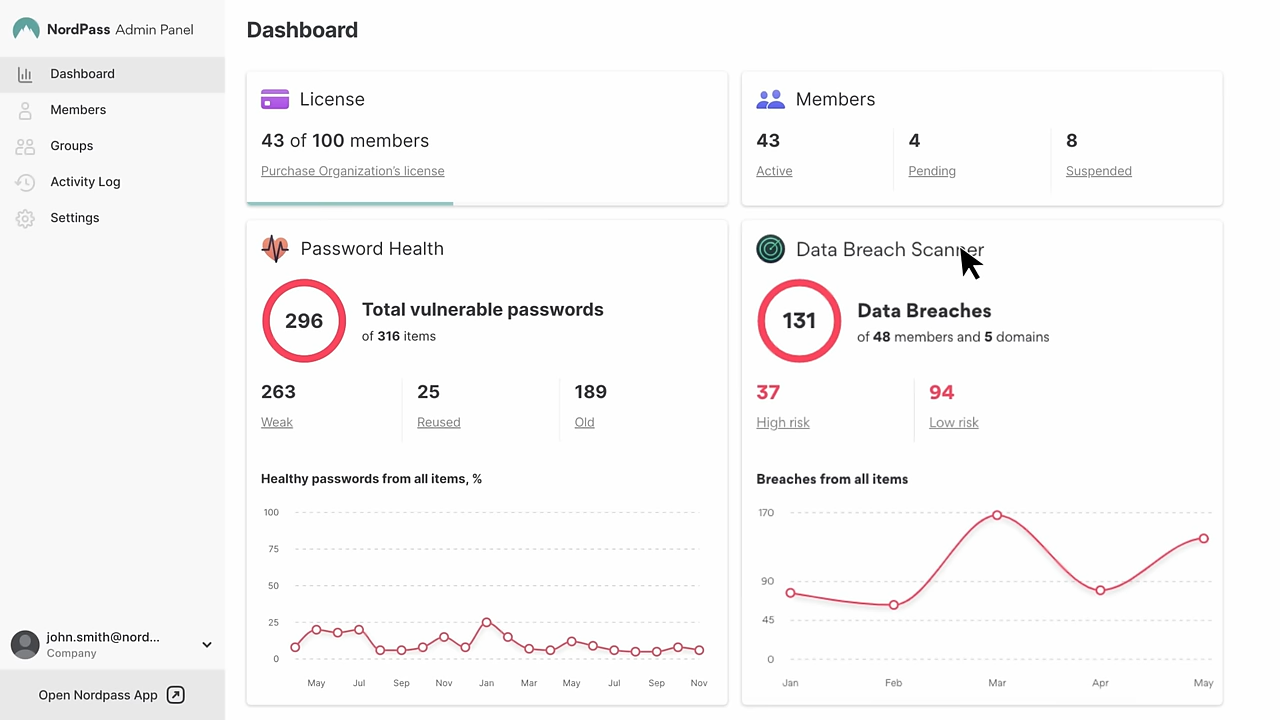 NordPass Admin Panel
Dashboard
Members
Groups
Activity Log
Settings
john.smith@nord...
Company
Open Nordpass App
Dashboard
License
43 of 100 members
Purchase Organization's license
Members
43
4
8
Active
Pending
Suspended
Password Health
296
Total vulnerable passwords
of 316 items
263
25
189
Weak
Reused
Old
Healthy passwords from all items, %
100
75
50
25
0
May Jul Sep Nov Jan Mar May Jul Sep Nov
Data Breach Scanner
131
Data Breaches
of 48 members and 5 domains
37
94
High risk
Low risk
Breaches from all items
170
90
45
0
Jan Feb Mar Apr May